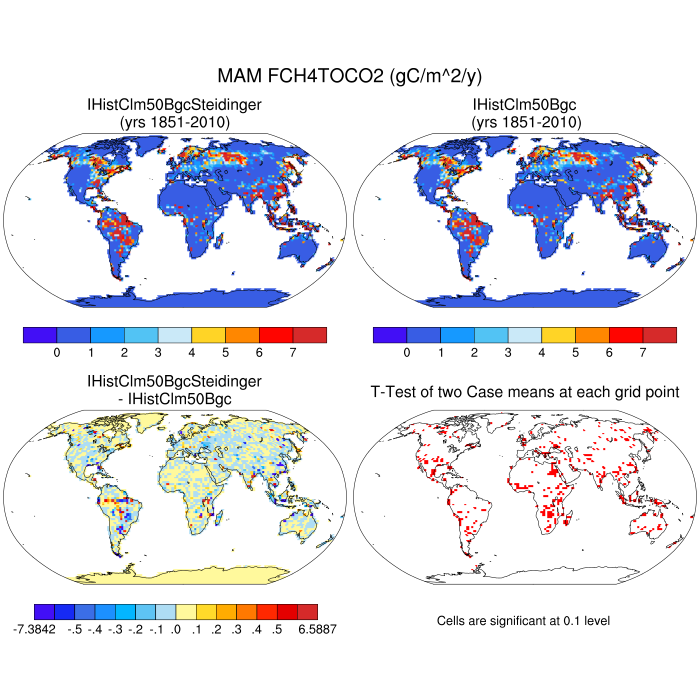 MAM FCH4TOCO2 (gC/m^2/y)
IHistClm50BgcSteidinger
(yrs 1851-2010)
IHistClm50Bgc
(yrs 1851-2010)
0 1 2 3 4 5 6 7
0 1 2 3 4 5 6 7
IHistClm50BgcSteidinger
- IHistClm50Bgc
T-Test of two Case means at each grid point
-7.3842 -.5 -.4 -.3 -.2 -.1 .0 .1 .2 .3 .4 .5 6.5887
Cells are significant at 0.1 level